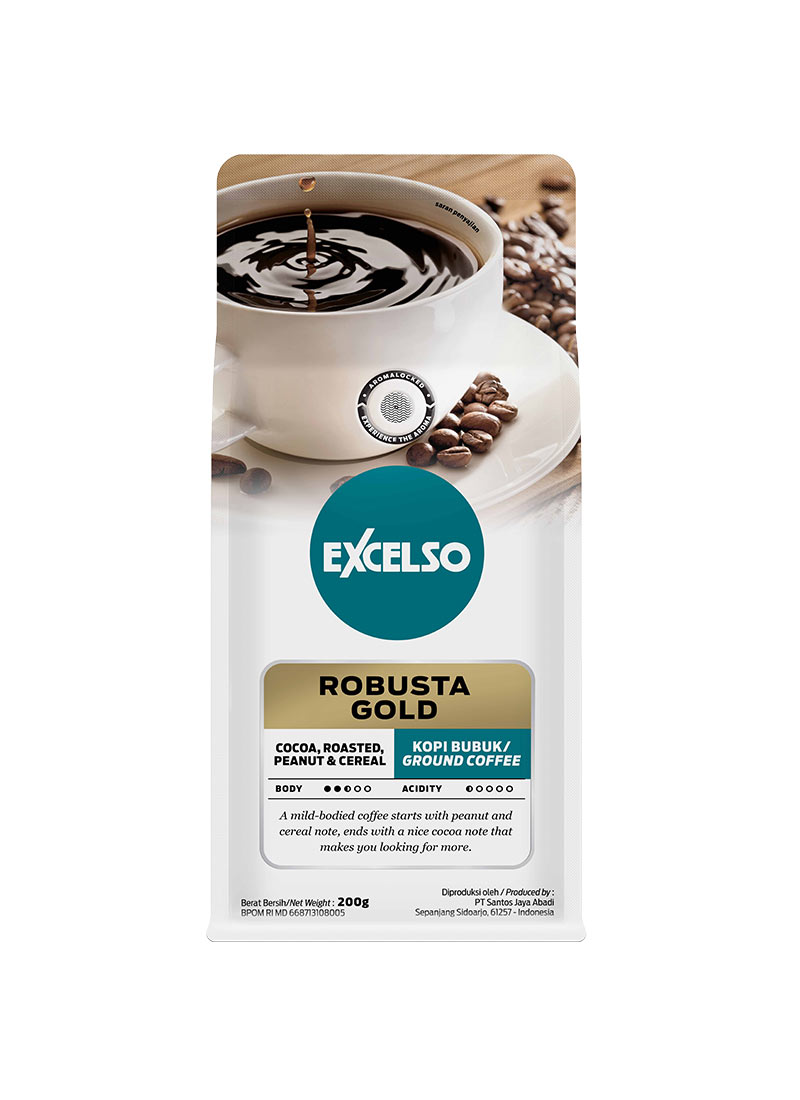 saran penyajian
AROMALOCKED
EXPERIENCE THE AROMA
EXCELSO
ROBUSTA
GOLD
COCOA, ROASTED,
PEANUT & CEREAL
KOPI BUBUK/
GROUND COFFEE
BODY
ACIDITY
A mild-bodied coffee starts with peanut and
cereal note, ends with a nice cocoa note that
makes you looking for more.
Berat Bersih/Net Weight : 200g
BPOM RI MD 668713108005
Diproduksi oleh / Produced by :
PT Santos Jaya Abadi
Sepanjang Sidoarjo, 61257 - Indonesia